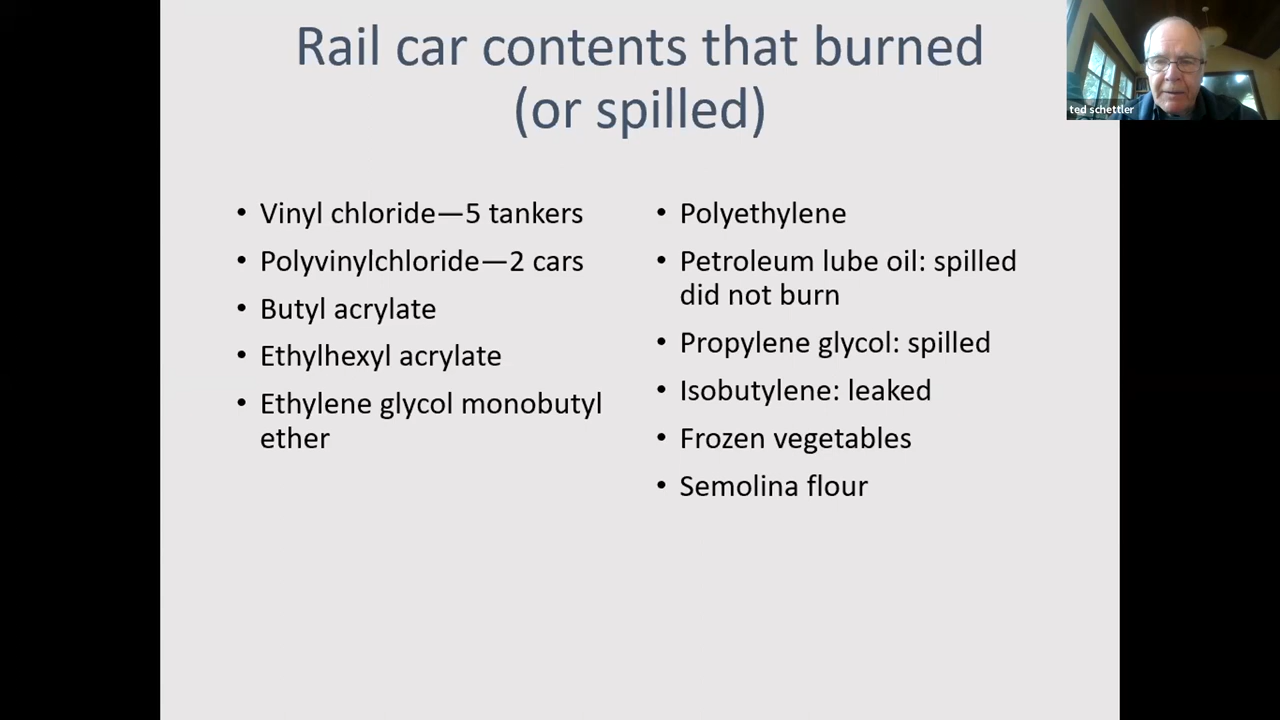 Rail car contents that burned
(or spilled)
ted schettler
• Vinyl chloride—5 tankers
• Polyvinylchloride—2 cars
• Butyl acrylate
• Ethylhexyl acrylate
• Ethylene glycol monobutyl
ether
• Polyethylene
• Petroleum lube oil: spilled
did not burn
• Propylene glycol: spilled
• Isobutylene: leaked
• Frozen vegetables
• Semolina flour